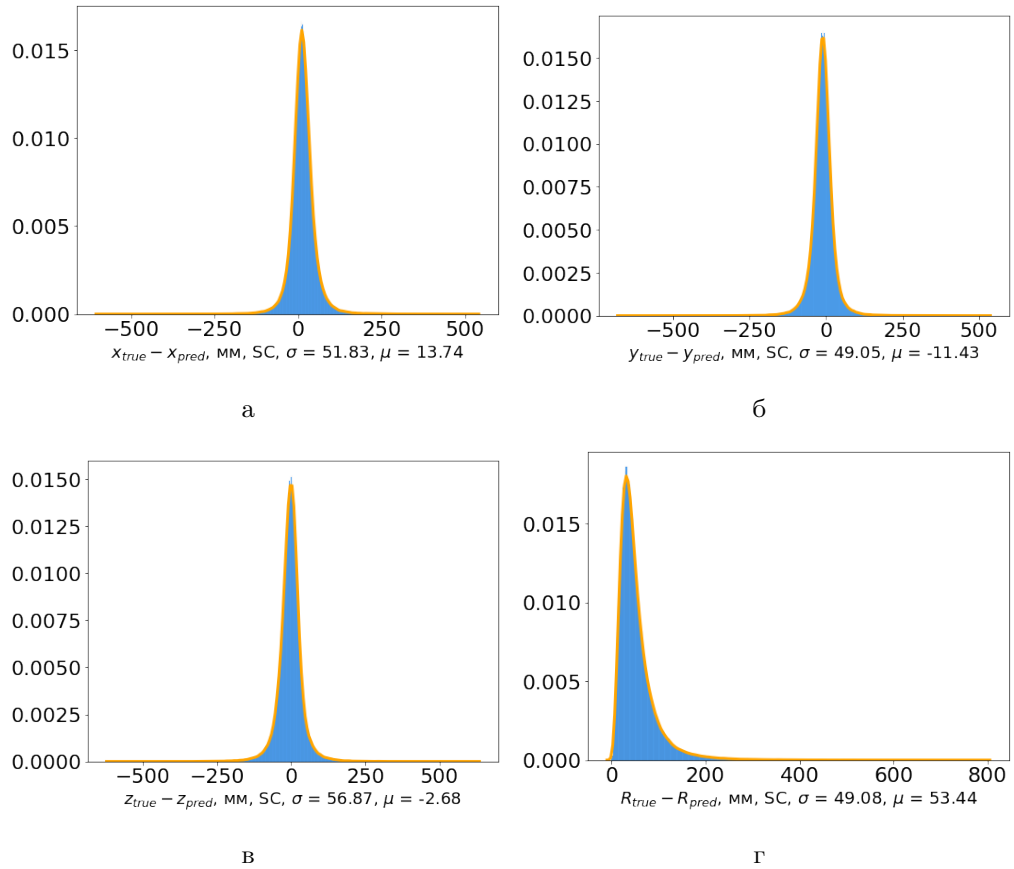 0.015
0.010
0.005
0.000
−500 −250 0 250 500
x_true − x_pred, мм, SC, σ = 51.83, μ = 13.74
а
0.0150
0.0125
0.0100
0.0075
0.0050
0.0025
0.0000
−500 −250 0 250 500
y_true − y_pred, мм, SC, σ = 49.05, μ = -11.43
б
0.0150
0.0125
0.0100
0.0075
0.0050
0.0025
0.0000
−500 −250 0 250 500
z_true − z_pred, мм, SC, σ = 56.87, μ = -2.68
в
0.015
0.010
0.005
0.000
0 200 400 600 800
R_true − R_pred, мм, SC, σ = 49.08, μ = 53.44
г